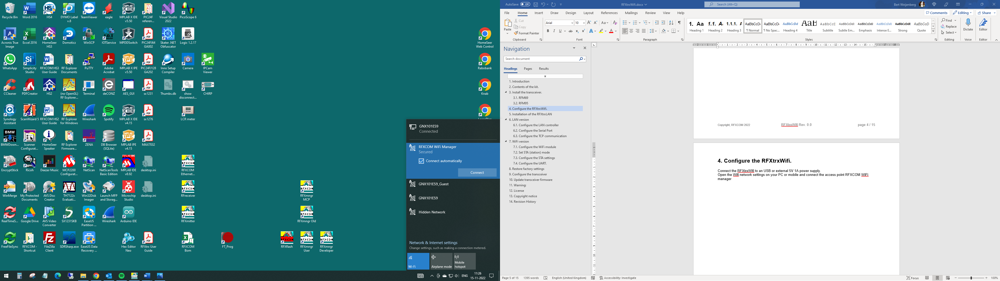 Recycle Bin
Word 2016
HS4
DYMO Label
v.8
TeamViewer
eagle
MPLAB X IDE
v5.50
PIC24F
referen...
Visual Studio
2022
PicoScope 6
Acronis True
Image
Excel 2016
HomeSeer
HS3
Domoticz
WinSCP
IOTService
MPDDSwitch
PIC24FJ64
GA002
Skater .NET
Obfuscator
Logic 1.2.17
HomeSeer
Web Control
WhatsApp
Simplicity
Studio
RFXCOM HS3
User Guide
RF Explorer
Documents
PuTTY
Adobe
Acrobat
MPLAB X IPE
v5.50
PIC24FJ128
GA202
Inno Setup
Compiler
Camera
IPCam
Viewer
Rabobank
CCleaner
PDFCreator
HS2
(no OpenGL)
RF Explorer...
Terminal
deCONZ
AES_GUI
sx1231
Thumbs.db
show
disconnect...
CHIRP
Knab
Synology
Assistant
ScanWizard 5
RFXCOM HS2
User Guide
RF Explorer
for Windows
Wireshark
Spotify
MPLAB X IDE
v4.15
sx1276
LCR meter
BMWDown...
Scanner
Configurat...
HomeSeer
Speaker
RF Explorer
Firmware...
ZENA
DB Browser
(SQLite)
MPLAB IPE
v4.15
MAX7032
EncryptStick
Ricoh
Deezer Music
MCP2200
Configurat...
NetScan
NetScanTools
Basic Edition
MPLAB IDE
v8.92
desktop.ini
RFXCOM
Ethernet...
WinMerge
My Protected
Documents
AVS Disc
Creator
TH7122x
Evaluati...
Win32Disk
Imager
Launch MFP
and Storag...
Microchip
Studio
desktop.ini
RFreceiver
RFXmngr
MCP
RealTimeS...
Google Drive
AVS Video
Converter
SX1231SKB
EaseUS
Partition ...
Wireshark
Arduino IDE
RFXmitter
RFXmngr Old
FreeFileSync
RFXCOM -
Shortcut
FileZilla
Client
SDRSharp.exe
EaseUS Data
Recovery ...
Hex Editor
Neo
RFXtrx User
Guide
RFXCOM
Bom
FT_Prog
RFXflash
RFXmngr
User
RFXmngr
Developer
GNX101E59
Connected
RFXCOM WiFi Manager
Secured
Connect automatically
Connect
GNX101E59_Guest
GNX101E59
Hidden Network
Network & Internet settings
Change settings, such as making a connection metered.
Wi-Fi
Airplane mode
Mobile
hotspot
ENG
11:26
15-11-2022
AutoSave Off
RFXtrxWifi.docx
Search (Alt+Q)
Bert Weijenberg
File Home Insert Draw Design Layout References Mailings Review View Help
Comments Editing Share
Paste
Cut
Copy
Format Painter
Arial 10
1. Aa 1.1. A 1.1.1. A AaBbCcD AaBbCcD AaBbCcDd AaB AaBbCcD AaBbCcDd AaBbCcDd AaBbCcDd AaBbCcDdE AaBbCcD
Heading 1 Heading 2 Heading 3 ¶ Normal ¶ No Spac... Heading 4 Title Subtitle Subtle Em... Emphasis Intense E... Strong Quote
Find
Replace
Select
Dictate
Editor
Clipboard Font Paragraph Styles Editing Voice Editor
Navigation
Search document
Headings Pages Results
1. Introduction
2. Contents of the kit.
3. Install the transceiver.
3.1. RFM69
3.2. RFM95
4. Configure the RFXtrxWifi.
5. Installation of the RFXtrxLAN
6. LAN version
6.1. Configure the LAN controller
6.2. Configure the Serial Port
6.3. Configure the TCP communication
7. WiFi version
7.1. Configure the WiFi module
7.2. Set STA (station) mode
7.3. Configure the STA settings
7.4. Configure the UART.
8. Restore factory settings
9. Configure the transceiver
10. Update transceiver firmware
11. Warning:
12. License
13. Copyright notice
14. Revision History
Copyright, RFXCOM 2022 RFXtrxWifi Rev. 0.0 page 4 / 15
4. Configure the RFXtrxWifi.
Connect the RFXtrxWifi to an USB or external 5V 1A power supply.
Open the Wifi network settings on your PC or mobile and connect the access point RFXCOM WiFi
manager
Page 5 of 15 1395 words English (United Kingdom) Accessibility: Investigate
Focus
100%